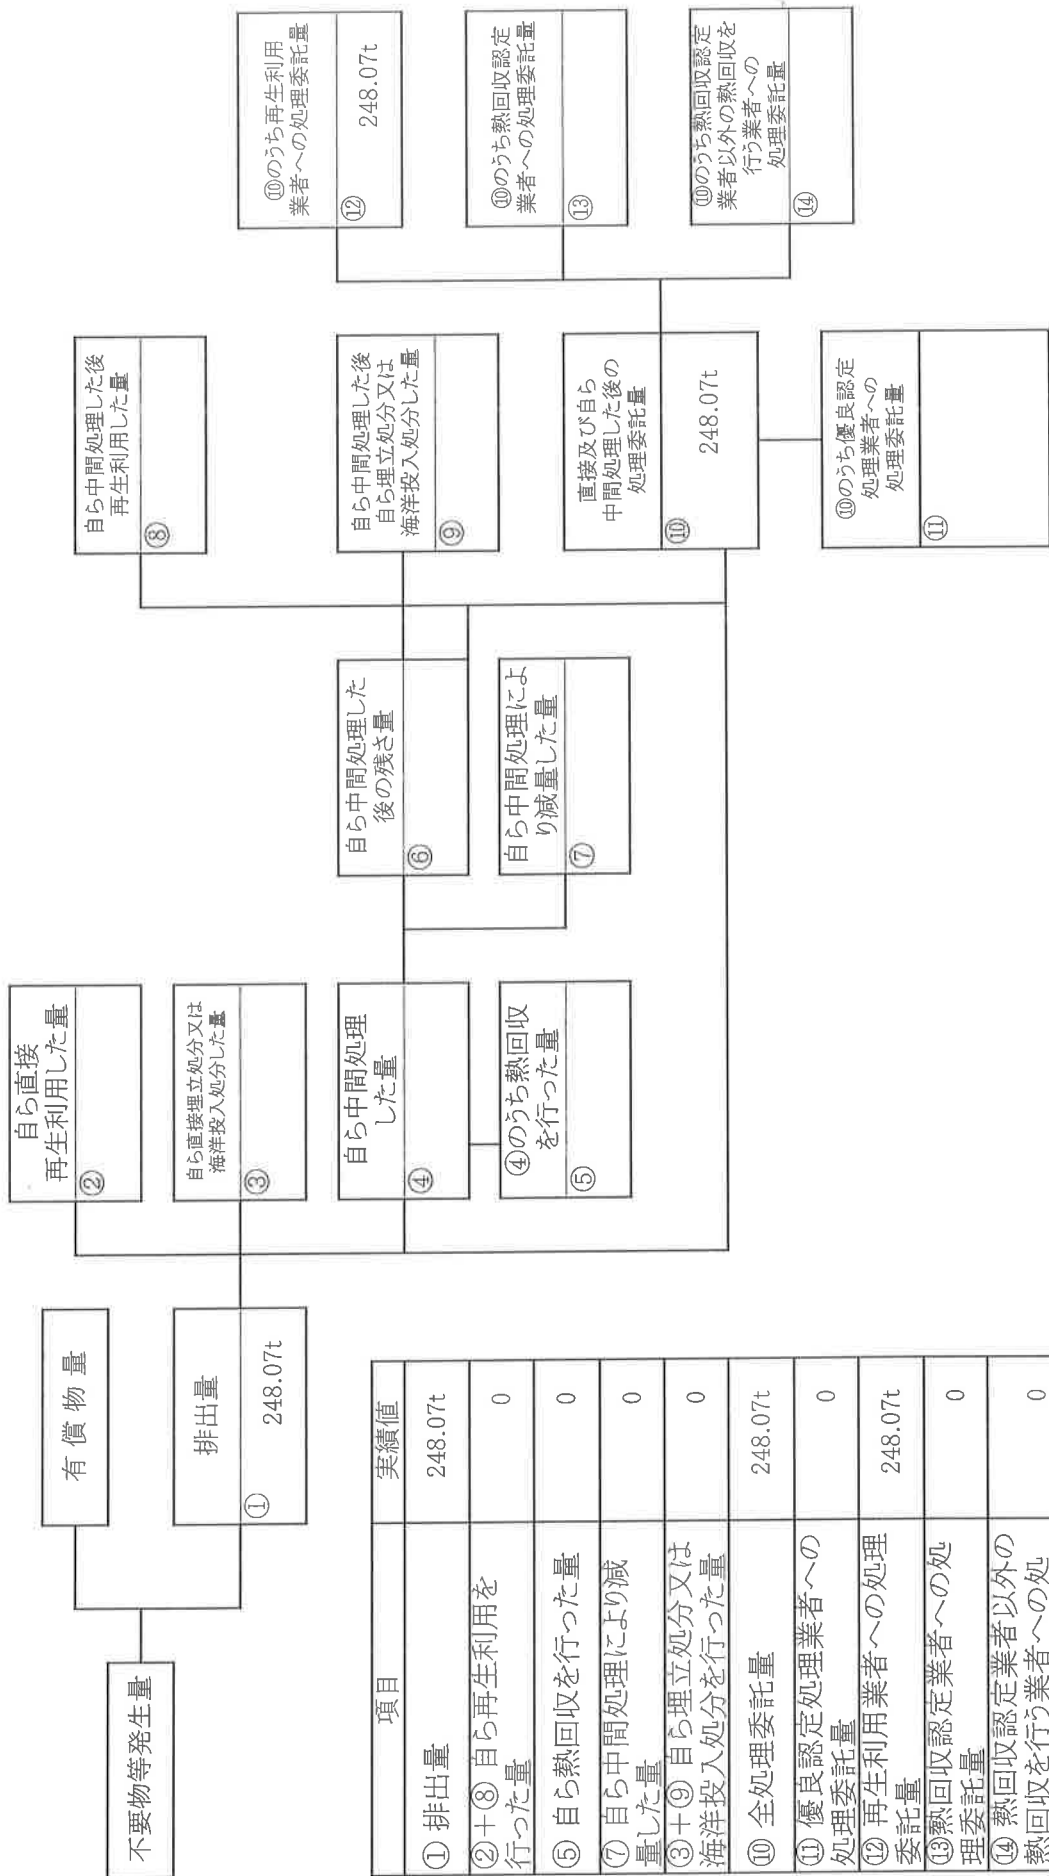 不要物等発生量
有償物量
排出量
①
248.07t
自ら直接
再生利用した量
②
自ら直接埋立処分又は
海洋投入処分した量
③
自ら中間処理
した量
④
④のうち熱回収
を行った量
⑤
自ら中間処理した
後の残さ量
⑥
自ら中間処理によ
り減量した量
⑦
自ら中間処理した後
再生利用した量
⑧
自ら中間処理した後
自ら埋立処分又は
海洋投入処分した量
⑨
直接及び自ら
中間処理した後の
処理委託量
⑩
248.07t
⑩のうち優良認定
処理業者への
処理委託量
⑪
⑩のうち再生利用
業者への処理委託量
⑫
248.07t
⑩のうち熱回収認定
業者への処理委託量
⑬
⑩のうち熱回収認定
業者以外の熱回収を
行う業者への
処理委託量
⑭
項目 実績値
① 排出量 248.07t
②+⑧ 自ら再生利用を
行った量 0
⑤ 自ら熱回収を行った量 0
⑦ 自ら中間処理により減
量した量 0
③+⑨ 自ら埋立処分又は
海洋投入処分を行った量 0
⑩ 全処理委託量 248.07t
⑪ 優良認定処理業者への
処理委託量 0
⑫ 再生利用業者への処理
委託量 248.07t
⑬熱回収認定業者への処
理委託量 0
⑭ 熱回収認定業者以外の
熱回収を行う業者への処 0